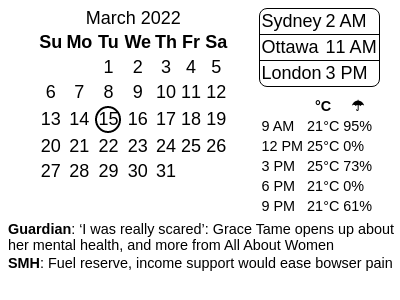 March 2022
Su Mo Tu We Th Fr Sa
1 2 3 4 5
6 7 8 9 10 11 12
13 14 15 16 17 18 19
20 21 22 23 24 25 26
27 28 29 30 31
Sydney 2 AM
Ottawa 11 AM
London 3 PM
°C ☂
9 AM 21°C 95%
12 PM 25°C 0%
3 PM 25°C 73%
6 PM 21°C 0%
9 PM 21°C 61%
Guardian: ‘I was really scared’: Grace Tame opens up about
her mental health, and more from All About Women
SMH: Fuel reserve, income support would ease bowser pain